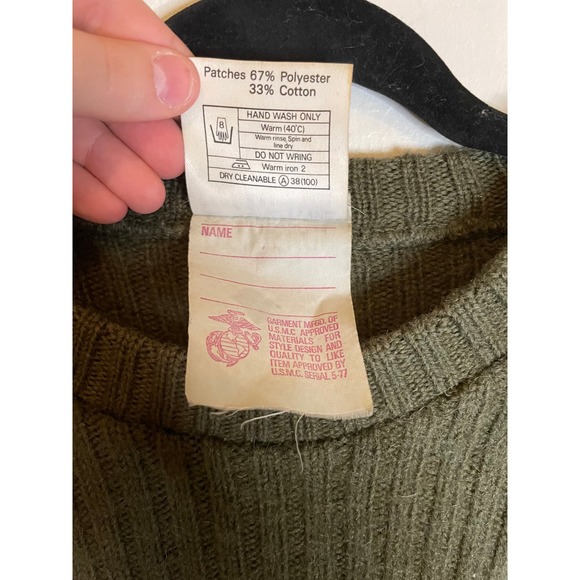 Patches 67% Polyester
33% Cotton
8
HAND WASH ONLY
Warm (40°C)
Warm rinse, Spin and
line dry
DO NOT WRING
Warm iron 2
DRY CLEANABLE Ⓐ 38(100)
NAME
GARMENT MFGD. OF
U.S.M.C APPROVED
MATERIALS FOR
STYLE DESIGN AND
QUALITY TO LIKE
ITEM APPROVED BY
U.S.M.C. SERIAL 5-77